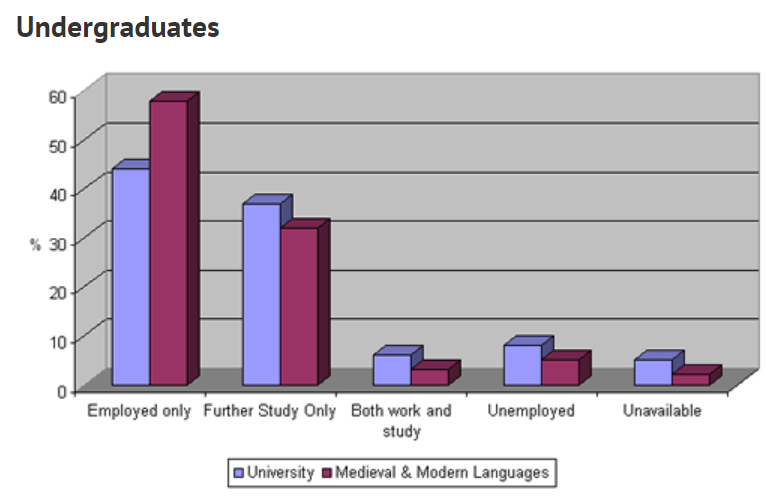 Undergraduates
60
50
40
%
30
20
10
0
Employed only Further Study Only Both work and study Unemployed Unavailable
University Medieval & Modern Languages